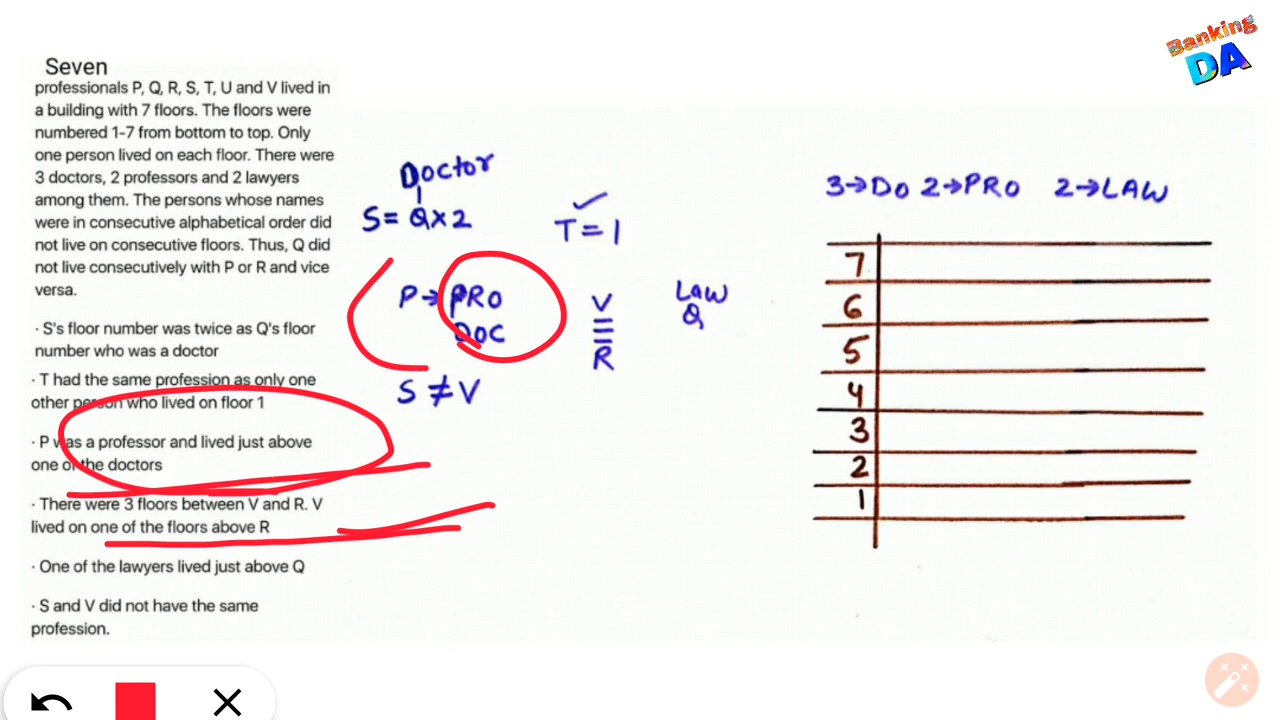 Banking
DA
Seven
professionals P, Q, R, S, T, U and V lived in
a building with 7 floors. The floors were
numbered 1-7 from bottom to top. Only
one person lived on each floor. There were
3 doctors, 2 professors and 2 lawyers
among them. The persons whose names
were in consecutive alphabetical order did
not live on consecutive floors. Thus, Q did
not live consecutively with P or R and vice
versa.
· S's floor number was twice as Q's floor
number who was a doctor
· T had the same profession as only one
other person who lived on floor 1
· P was a professor and lived just above
one of the doctors
· There were 3 floors between V and R. V
lived on one of the floors above R
· One of the lawyers lived just above Q
· S and V did not have the same
profession.
Doctor
S = Q×2
T = 1
P → PRO
DOC
S ≠ V
V
R
LAW
Q
3→DO 2→PRO 2→LAW
7
6
5
4
3
2
1